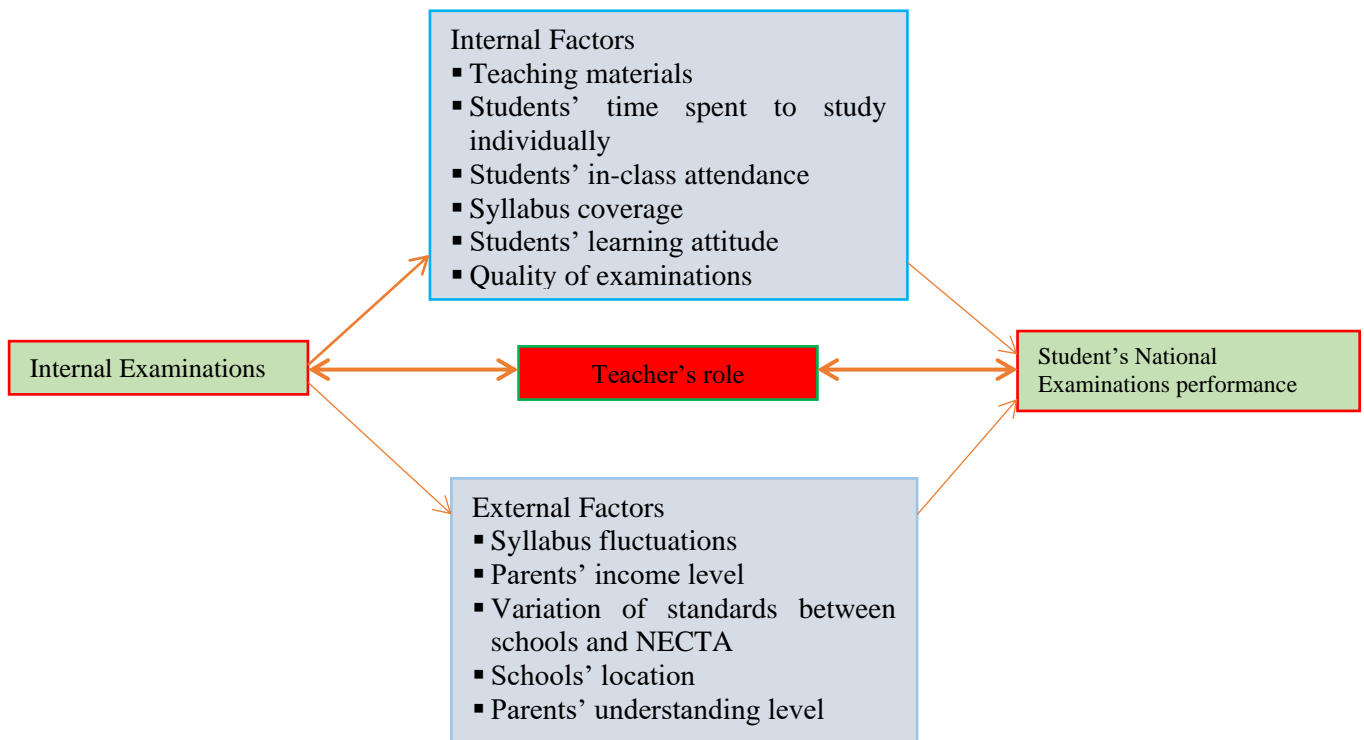 Internal Factors
▪ Teaching materials
▪ Students’ time spent to study
individually
▪ Students’ in-class attendance
▪ Syllabus coverage
▪ Students’ learning attitude
▪ Quality of examinations
Internal Examinations
Teacher’s role
Student’s National
Examinations performance
External Factors
▪ Syllabus fluctuations
▪ Parents’ income level
▪ Variation of standards between
schools and NECTA
▪ Schools’ location
▪ Parents’ understanding level